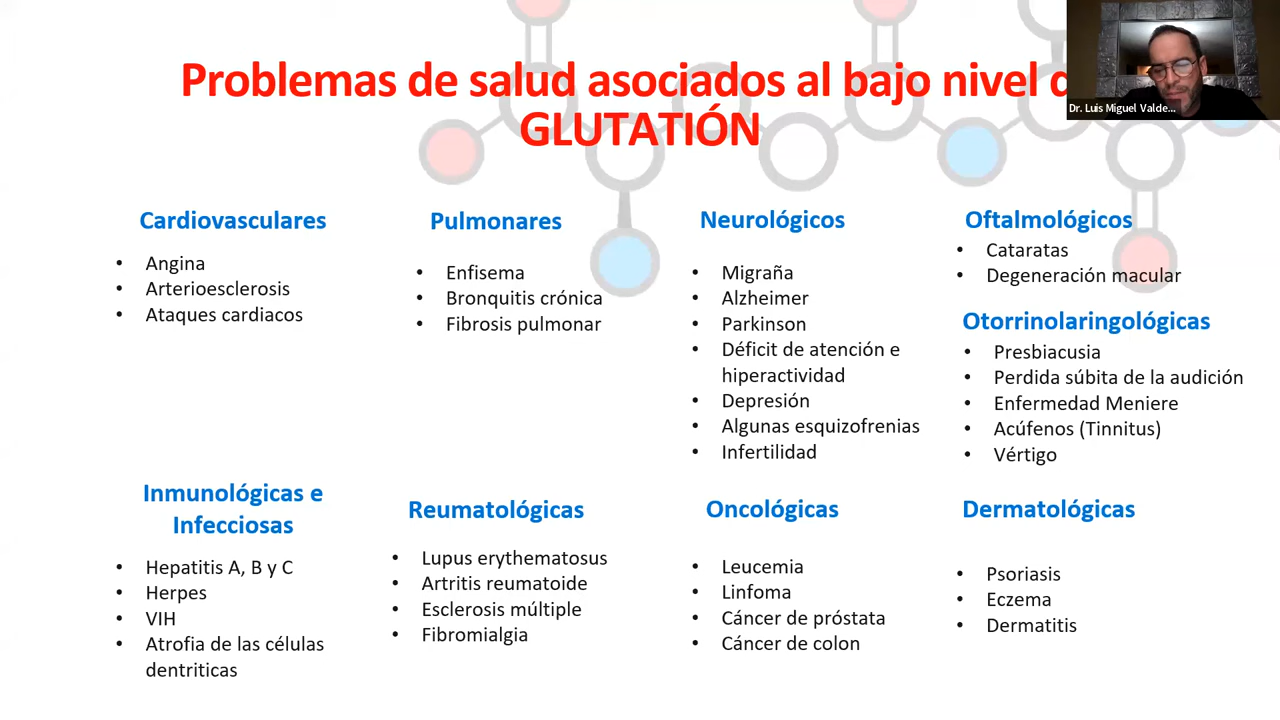 Problemas de salud asociados al bajo nivel
GLUTATIÓN
Dr. Luis Miguel Valde...
Cardiovasculares
• Angina
• Arterioesclerosis
• Ataques cardiacos
Pulmonares
• Enfisema
• Bronquitis crónica
• Fibrosis pulmonar
Neurológicos
• Migraña
• Alzheimer
• Parkinson
• Déficit de atención e
hiperactividad
• Depresión
• Algunas esquizofrenias
• Infertilidad
Oftalmológicos
• Cataratas
• Degeneración macular
Otorrinolaringológicas
• Presbiacusia
• Perdida súbita de la audición
• Enfermedad Meniere
• Acúfenos (Tinnitus)
• Vértigo
Inmunológicas e
Infecciosas
• Hepatitis A, B y C
• Herpes
• VIH
• Atrofia de las células
dentriticas
Reumatológicas
• Lupus erythematosus
• Artritis reumatoide
• Esclerosis múltiple
• Fibromialgia
Oncológicas
• Leucemia
• Linfoma
• Cáncer de próstata
• Cáncer de colon
Dermatológicas
• Psoriasis
• Eczema
• Dermatitis